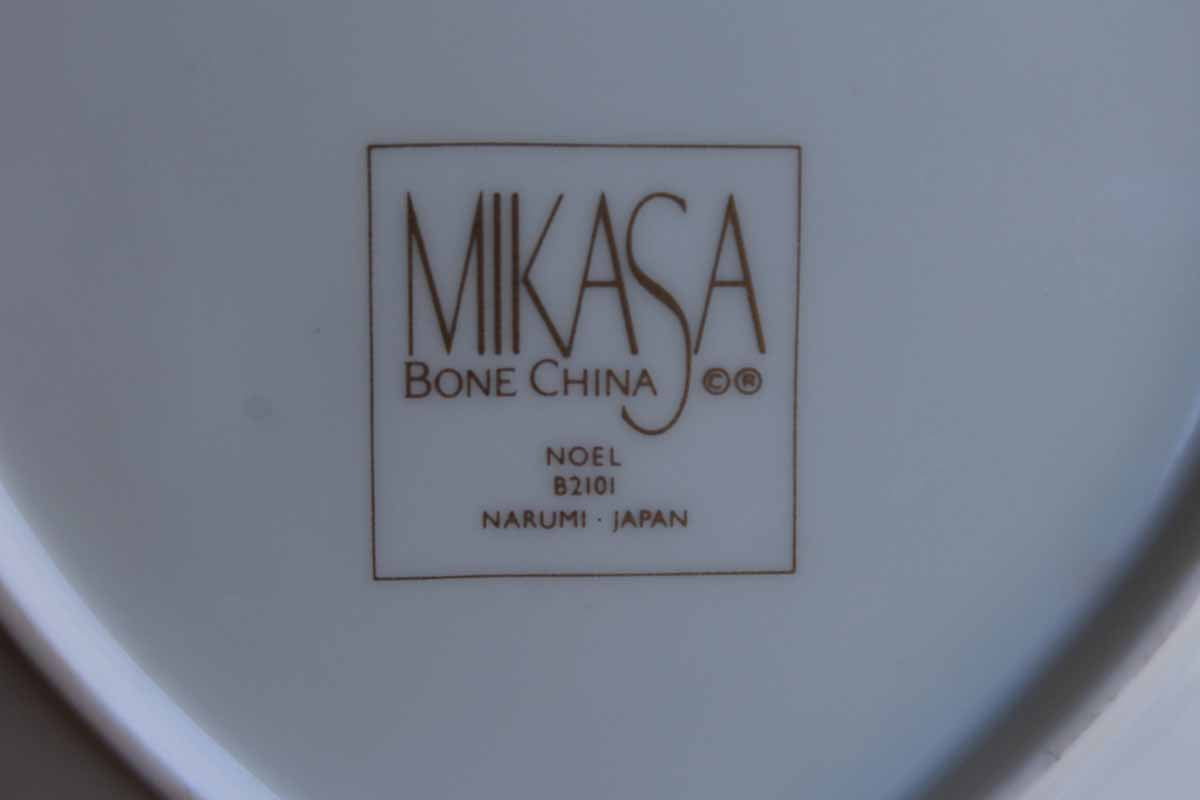 MIKASA
BONE CHINA ©®
NOEL
B2101
NARUMI · JAPAN